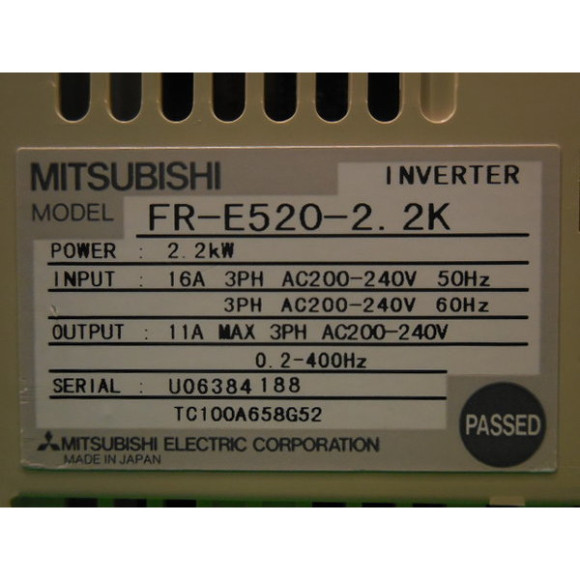 MITSUBISHI INVERTER
MODEL FR-E520-2.2K
POWER : 2.2kW
INPUT : 16A 3PH AC200-240V 50Hz
3PH AC200-240V 60Hz
OUTPUT : 11A MAX 3PH AC200-240V
0.2-400Hz
SERIAL : U06384188
TC100A658G52
PASSED
MITSUBISHI ELECTRIC CORPORATION
MADE IN JAPAN